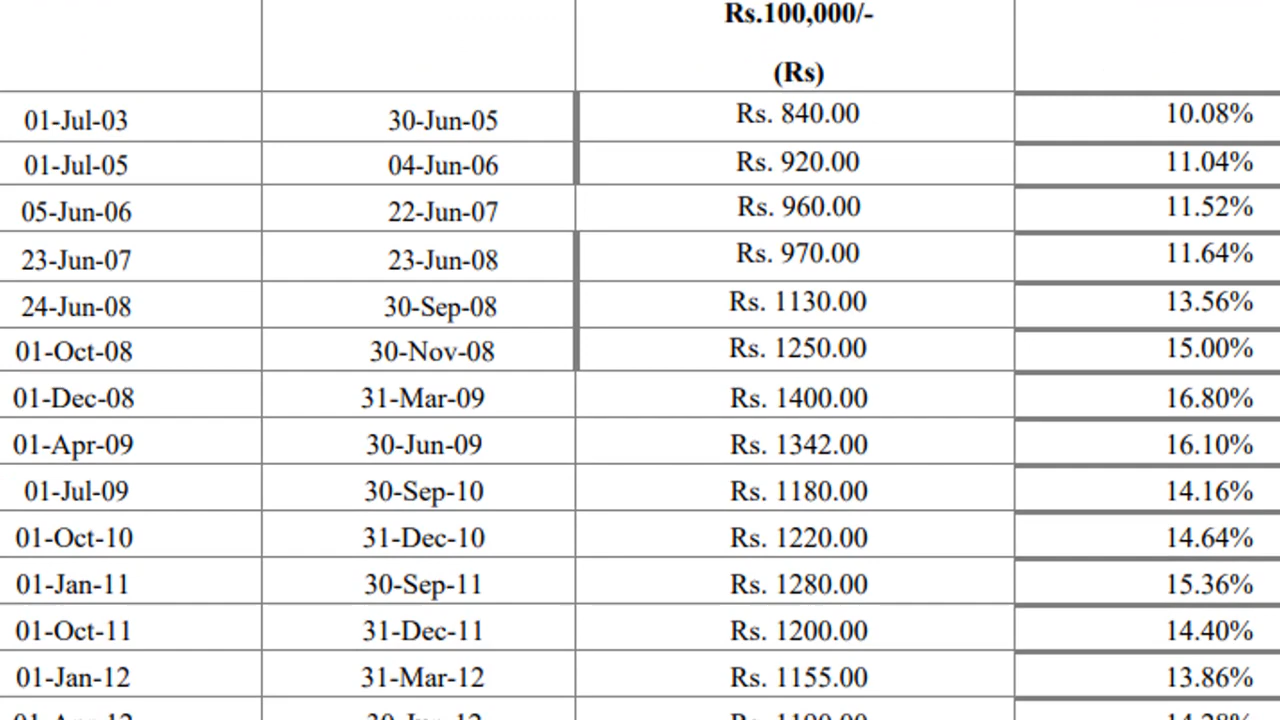 Rs.100,000/-
(Rs)
01-Jul-03 30-Jun-05 Rs. 840.00 10.08%
01-Jul-05 04-Jun-06 Rs. 920.00 11.04%
05-Jun-06 22-Jun-07 Rs. 960.00 11.52%
23-Jun-07 23-Jun-08 Rs. 970.00 11.64%
24-Jun-08 30-Sep-08 Rs. 1130.00 13.56%
01-Oct-08 30-Nov-08 Rs. 1250.00 15.00%
01-Dec-08 31-Mar-09 Rs. 1400.00 16.80%
01-Apr-09 30-Jun-09 Rs. 1342.00 16.10%
01-Jul-09 30-Sep-10 Rs. 1180.00 14.16%
01-Oct-10 31-Dec-10 Rs. 1220.00 14.64%
01-Jan-11 30-Sep-11 Rs. 1280.00 15.36%
01-Oct-11 31-Dec-11 Rs. 1200.00 14.40%
01-Jan-12 31-Mar-12 Rs. 1155.00 13.86%
01-Apr-12 30-Jun-12 Rs. 1190.00 14.28%